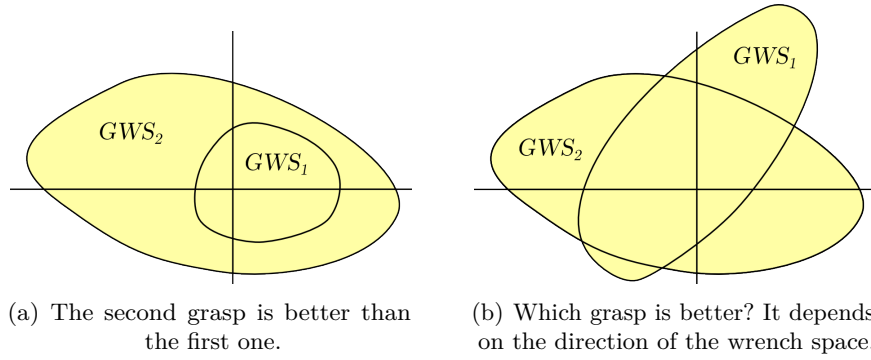 GWS₂
GWS₁
GWS₁
GWS₂
(a) The second grasp is better than
the first one.
(b) Which grasp is better? It depends
on the direction of the wrench space.